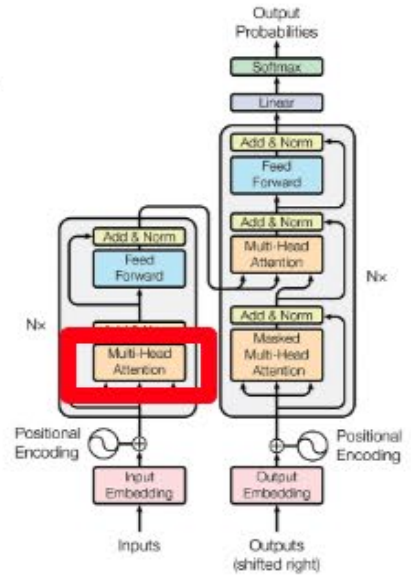 Output
Probabilities
Softmax
Linear
Add & Norm
Feed
Forward
Add & Norm
Multi-Head
Attention
Add & Norm
Masked
Multi-Head
Attention
Nx
Add & Norm
Feed
Forward
Nx
Multi-Head
Attention
Positional
Encoding
Positional
Encoding
Input
Embedding
Output
Embedding
Inputs
Outputs
(shifted right)